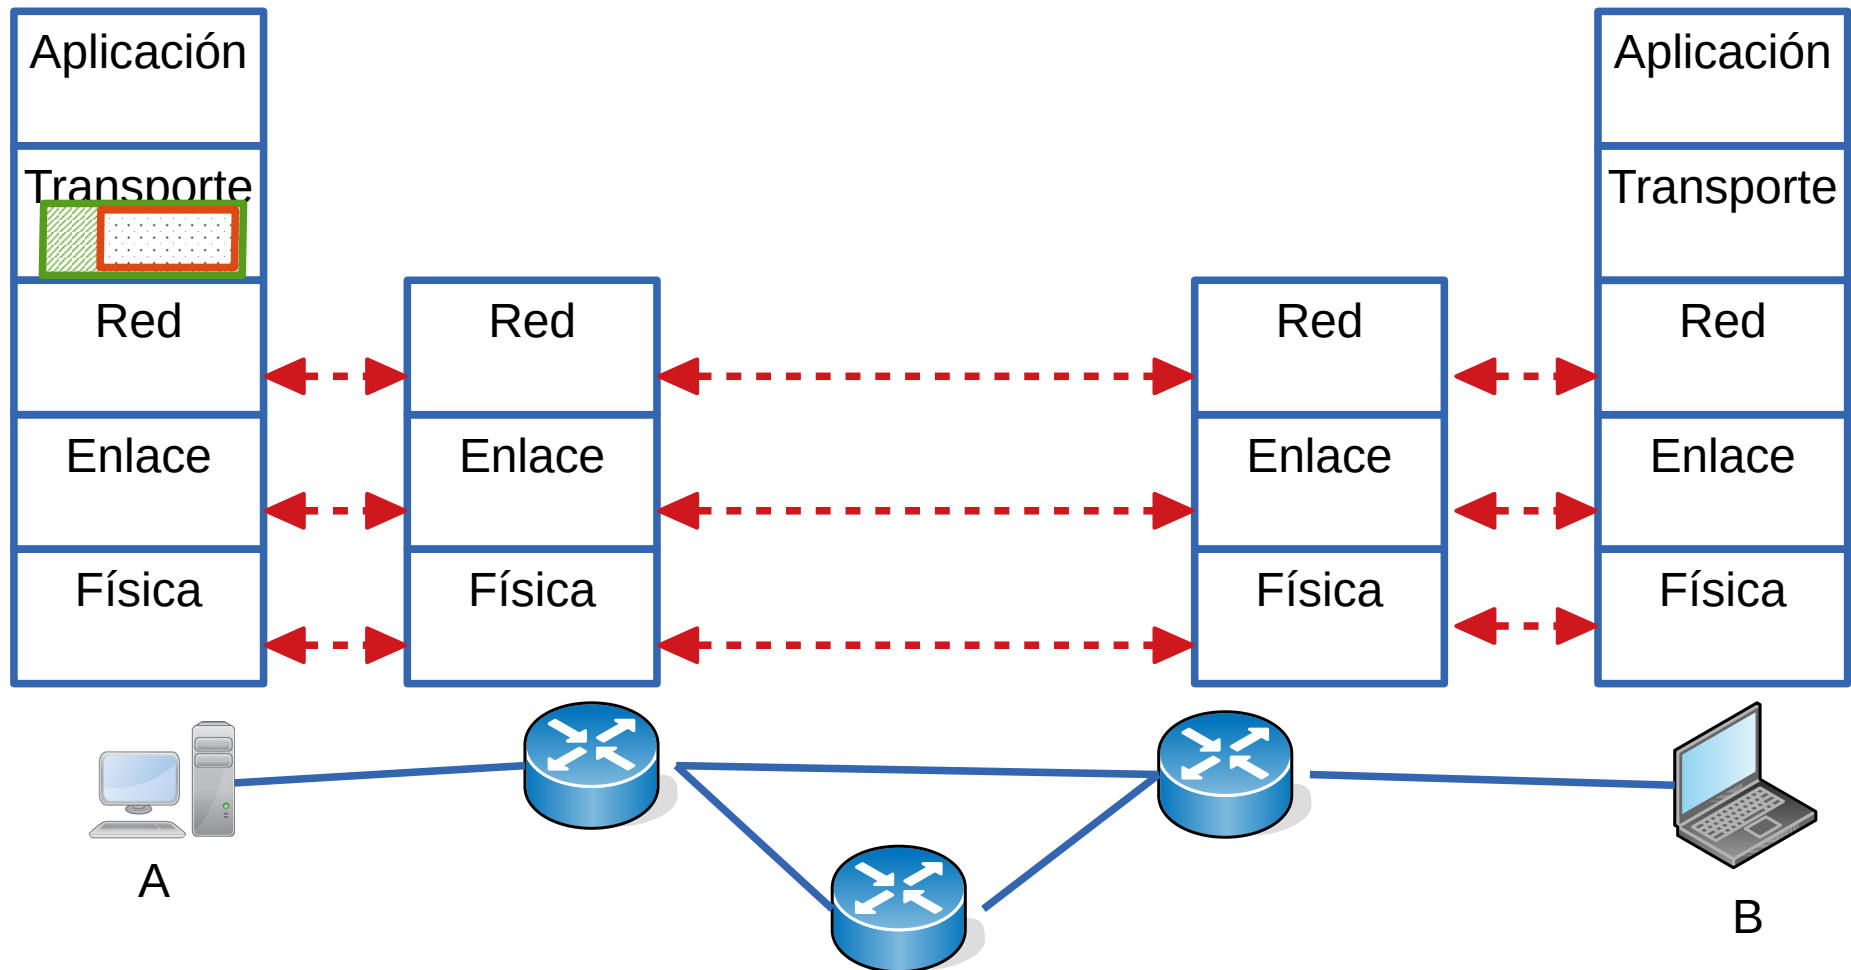 Aplicación
Transporte
Red
Enlace
Física
Red
Enlace
Física
Red
Enlace
Física
Aplicación
Transporte
Red
Enlace
Física
A
B